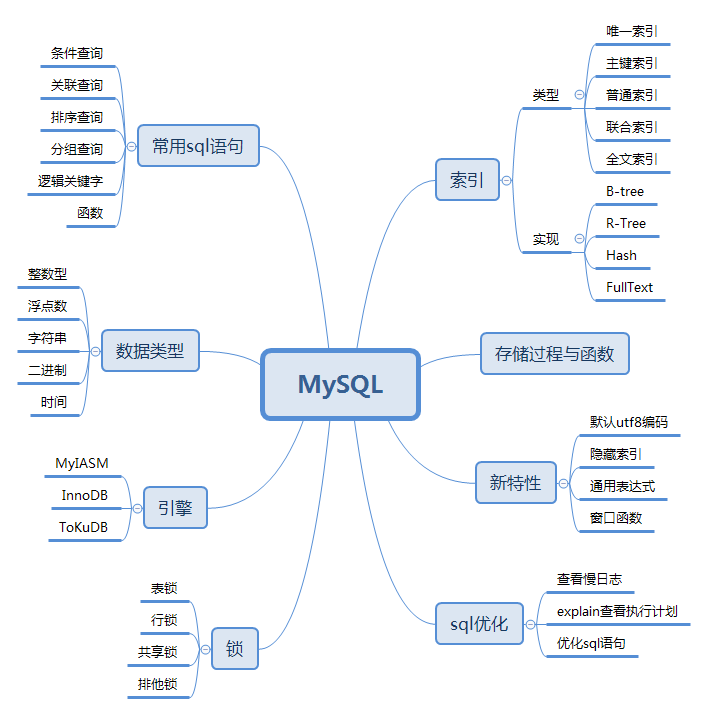 MySQL
常用sql语句
条件查询
关联查询
排序查询
分组查询
逻辑关键字
函数
数据类型
整数型
浮点数
字符串
二进制
时间
引擎
MyIASM
InnoDB
ToKuDB
锁
表锁
行锁
共享锁
排他锁
索引
类型
唯一索引
主键索引
普通索引
联合索引
全文索引
实现
B-tree
R-Tree
Hash
FullText
存储过程与函数
新特性
默认utf8编码
隐藏索引
通用表达式
窗口函数
sql优化
查看慢日志
explain查看执行计划
优化sql语句